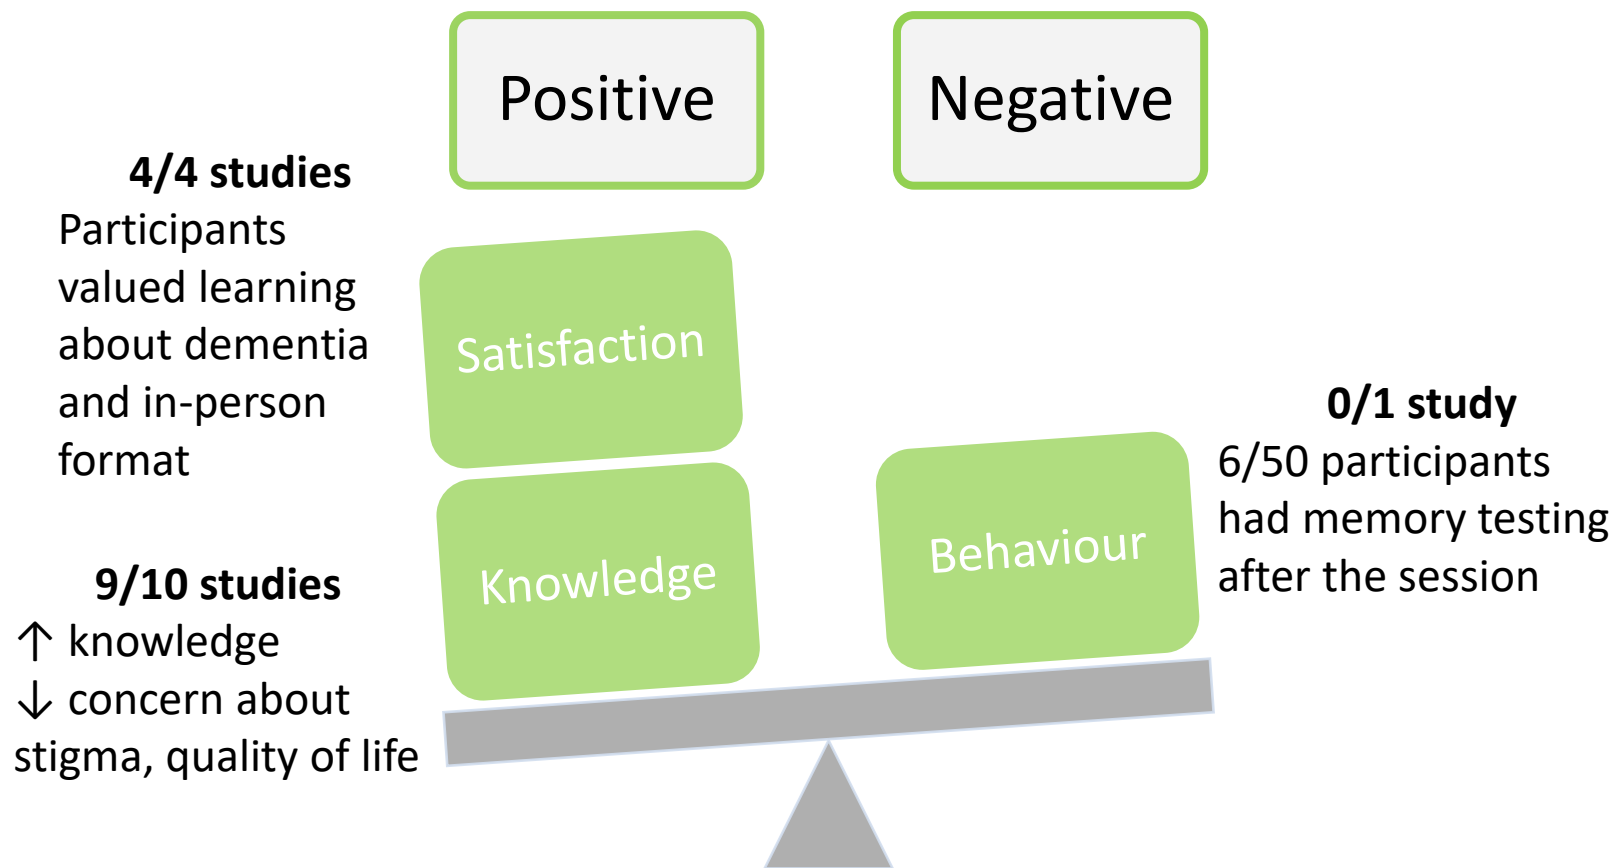 Positive
Negative
4/4 studies
Participants
valued learning
about dementia
and in-person
format
Satisfaction
9/10 studies
↑ knowledge
↓ concern about
stigma, quality of life
Knowledge
Behaviour
0/1 study
6/50 participants
had memory testing
after the session